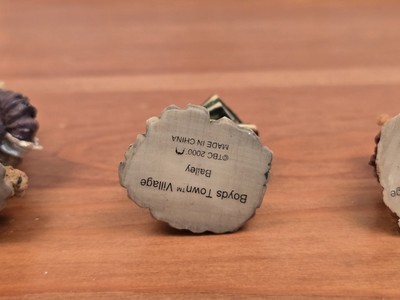 Boyds Town™ Village
Bailey
©TBC 2000
MADE IN CHINA